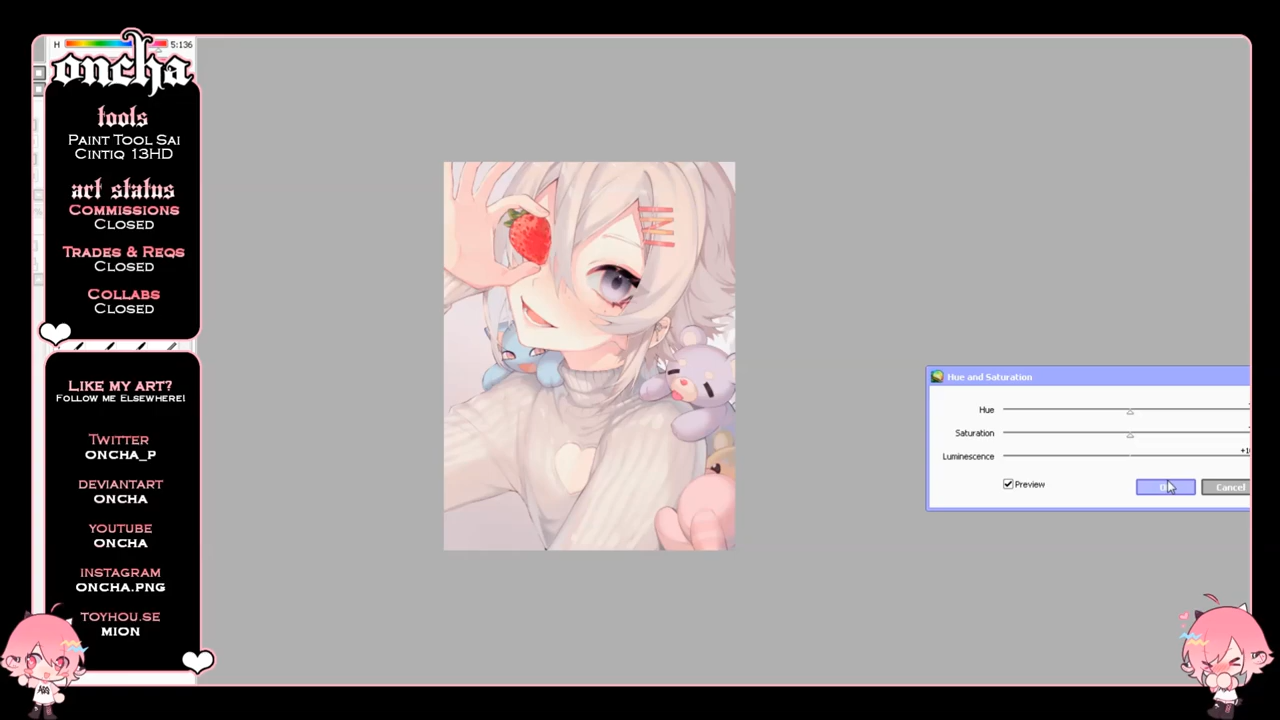 H
5:136
oncha
tools
Paint Tool Sai
Cintiq 13HD
art status
Commissions
Closed
Trades & Reqs
Closed
Collabs
Closed
Like my art?
Follow me Elsewhere!
Twitter
oncha_p
deviantart
oncha
youtube
oncha
instagram
oncha.png
toyhou.se
mion
Hue and Saturation
Hue
Saturation
Luminescence
Preview
Cancel